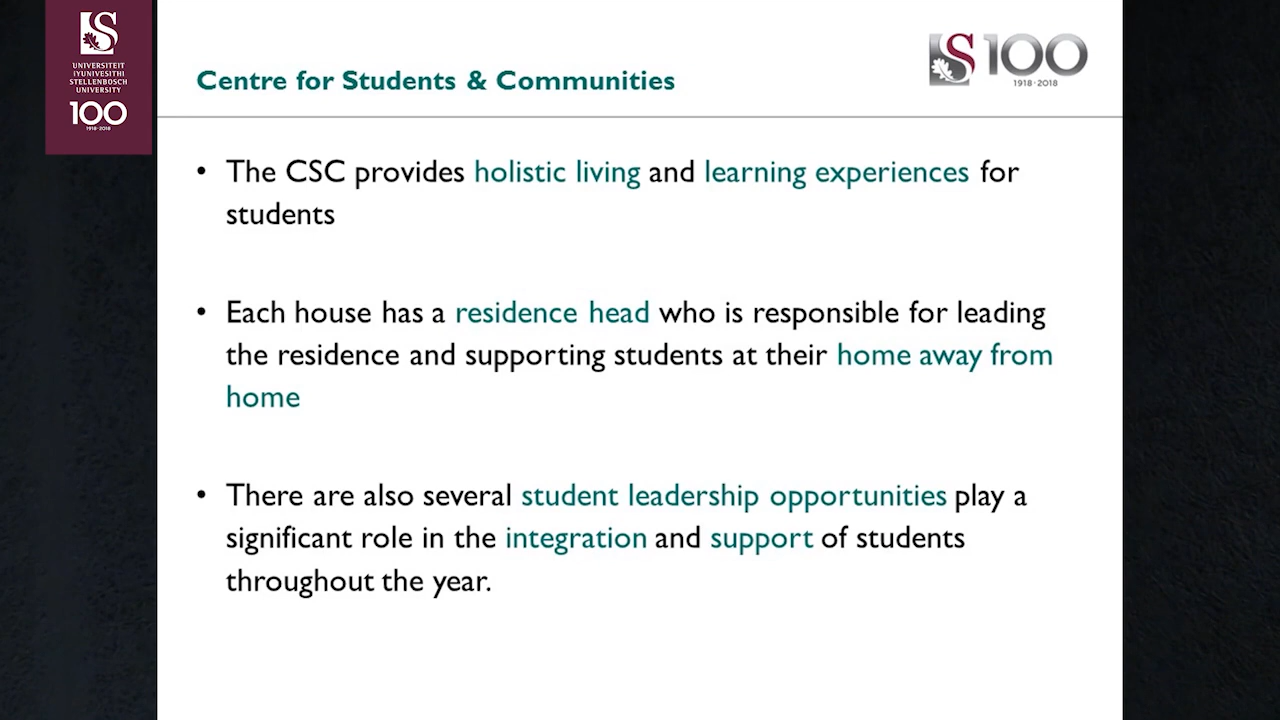 UNIVERSITEIT
IYUNIVESITHI
STELLENBOSCH
UNIVERSITY
100
1918·2018
S100
1918·2018
Centre for Students & Communities
• The CSC provides holistic living and learning experiences for
students
• Each house has a residence head who is responsible for leading
the residence and supporting students at their home away from
home
• There are also several student leadership opportunities play a
significant role in the integration and support of students
throughout the year.